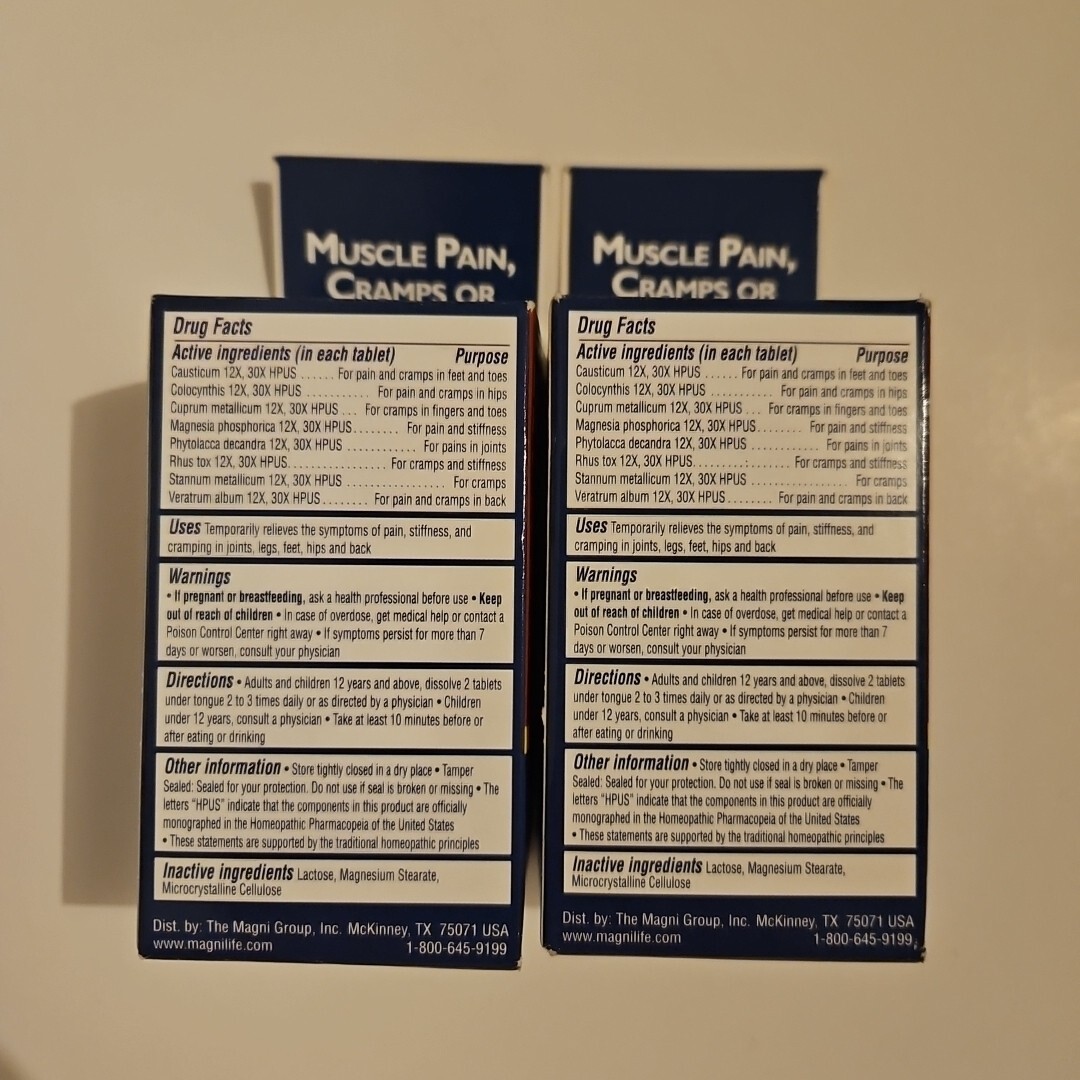 MUSCLE PAIN,
CRAMPS OR
Drug Facts
Active ingredients (in each tablet) Purpose
Causticum 12X, 30X HPUS ...... For pain and cramps in feet and toes
Colocynthis 12X, 30X HPUS ............ For pain and cramps in hips
Cuprum metallicum 12X, 30X HPUS ... For cramps in fingers and toes
Magnesia phosphorica 12X, 30X HPUS........ For pain and stiffness
Phytolacca decandra 12X, 30X HPUS ............. For pains in joints
Rhus tox 12X, 30X HPUS.................. For cramps and stiffness
Stannum metallicum 12X, 30X HPUS .................... For cramps
Veratrum album 12X, 30X HPUS........ For pain and cramps in back
Uses Temporarily relieves the symptoms of pain, stiffness, and
cramping in joints, legs, feet, hips and back
Warnings
• If pregnant or breastfeeding, ask a health professional before use • Keep
out of reach of children • In case of overdose, get medical help or contact a
Poison Control Center right away • If symptoms persist for more than 7
days or worsen, consult your physician
Directions • Adults and children 12 years and above, dissolve 2 tablets
under tongue 2 to 3 times daily or as directed by a physician • Children
under 12 years, consult a physician • Take at least 10 minutes before or
after eating or drinking
Other information • Store tightly closed in a dry place • Tamper
Sealed: Sealed for your protection. Do not use if seal is broken or missing • The
letters “HPUS” indicate that the components in this product are officially
monographed in the Homeopathic Pharmacopeia of the United States
• These statements are supported by the traditional homeopathic principles
Inactive ingredients Lactose, Magnesium Stearate,
Microcrystalline Cellulose
Dist. by: The Magni Group, Inc. McKinney, TX 75071 USA
www.magnilife.com 1-800-645-9199
MUSCLE PAIN,
CRAMPS OR
Drug Facts
Active ingredients (in each tablet) Purpose
Causticum 12X, 30X HPUS ...... For pain and cramps in feet and toes
Colocynthis 12X, 30X HPUS ............ For pain and cramps in hips
Cuprum metallicum 12X, 30X HPUS ... For cramps in fingers and toes
Magnesia phosphorica 12X, 30X HPUS........ For pain and stiffness
Phytolacca decandra 12X, 30X HPUS ............. For pains in joints
Rhus tox 12X, 30X HPUS.................. For cramps and stiffness
Stannum metallicum 12X, 30X HPUS .................... For cramps
Veratrum album 12X, 30X HPUS........ For pain and cramps in back
Uses Temporarily relieves the symptoms of pain, stiffness, and
cramping in joints, legs, feet, hips and back
Warnings
• If pregnant or breastfeeding, ask a health professional before use • Keep
out of reach of children • In case of overdose, get medical help or contact a
Poison Control Center right away • If symptoms persist for more than 7
days or worsen, consult your physician
Directions • Adults and children 12 years and above, dissolve 2 tablets
under tongue 2 to 3 times daily or as directed by a physician • Children
under 12 years, consult a physician • Take at least 10 minutes before or
after eating or drinking
Other information • Store tightly closed in a dry place • Tamper
Sealed: Sealed for your protection. Do not use if seal is broken or missing • The
letters “HPUS” indicate that the components in this product are officially
monographed in the Homeopathic Pharmacopeia of the United States
• These statements are supported by the traditional homeopathic principles
Inactive ingredients Lactose, Magnesium Stearate,
Microcrystalline Cellulose
Dist. by: The Magni Group, Inc. McKinney, TX 75071 USA
www.magnilife.com 1-800-645-9199